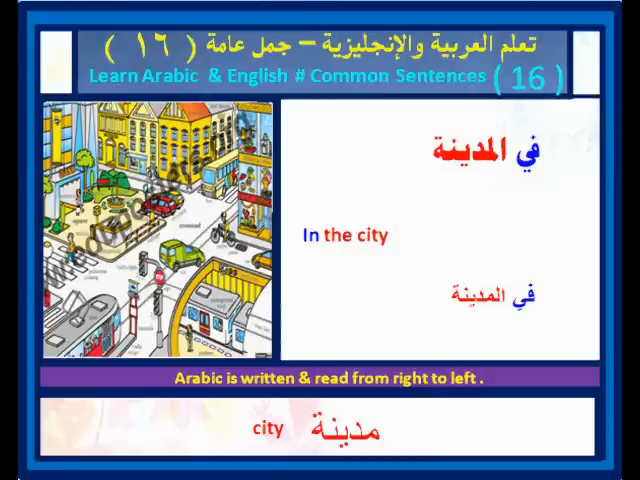 تعلم العربية والإنجليزية – جمل عامة ( ١٦ )
Learn Arabic & English # Common Sentences ( 16 )
في المدينة
In the city
في المدينة
Arabic is written & read from right to left .
city مدينة